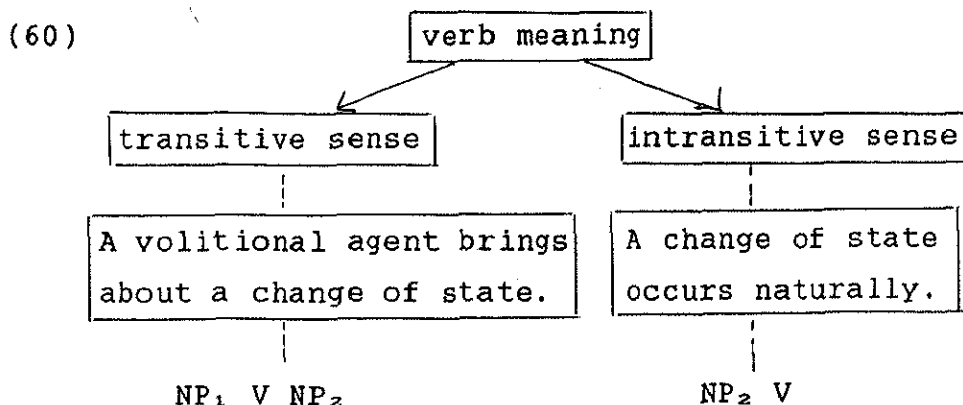 (60)
verb meaning
transitive sense
intransitive sense
A volitional agent brings
about a change of state.
A change of state
occurs naturally.
NP₁ V NP₂
NP₂ V